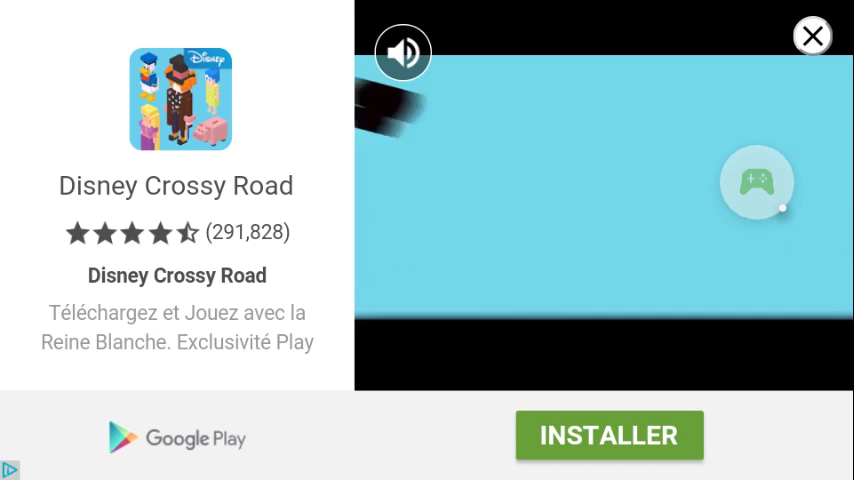 Disney
Disney Crossy Road
(291,828)
Disney Crossy Road
Téléchargez et Jouez avec la
Reine Blanche. Exclusivité Play
Google Play
INSTALLER